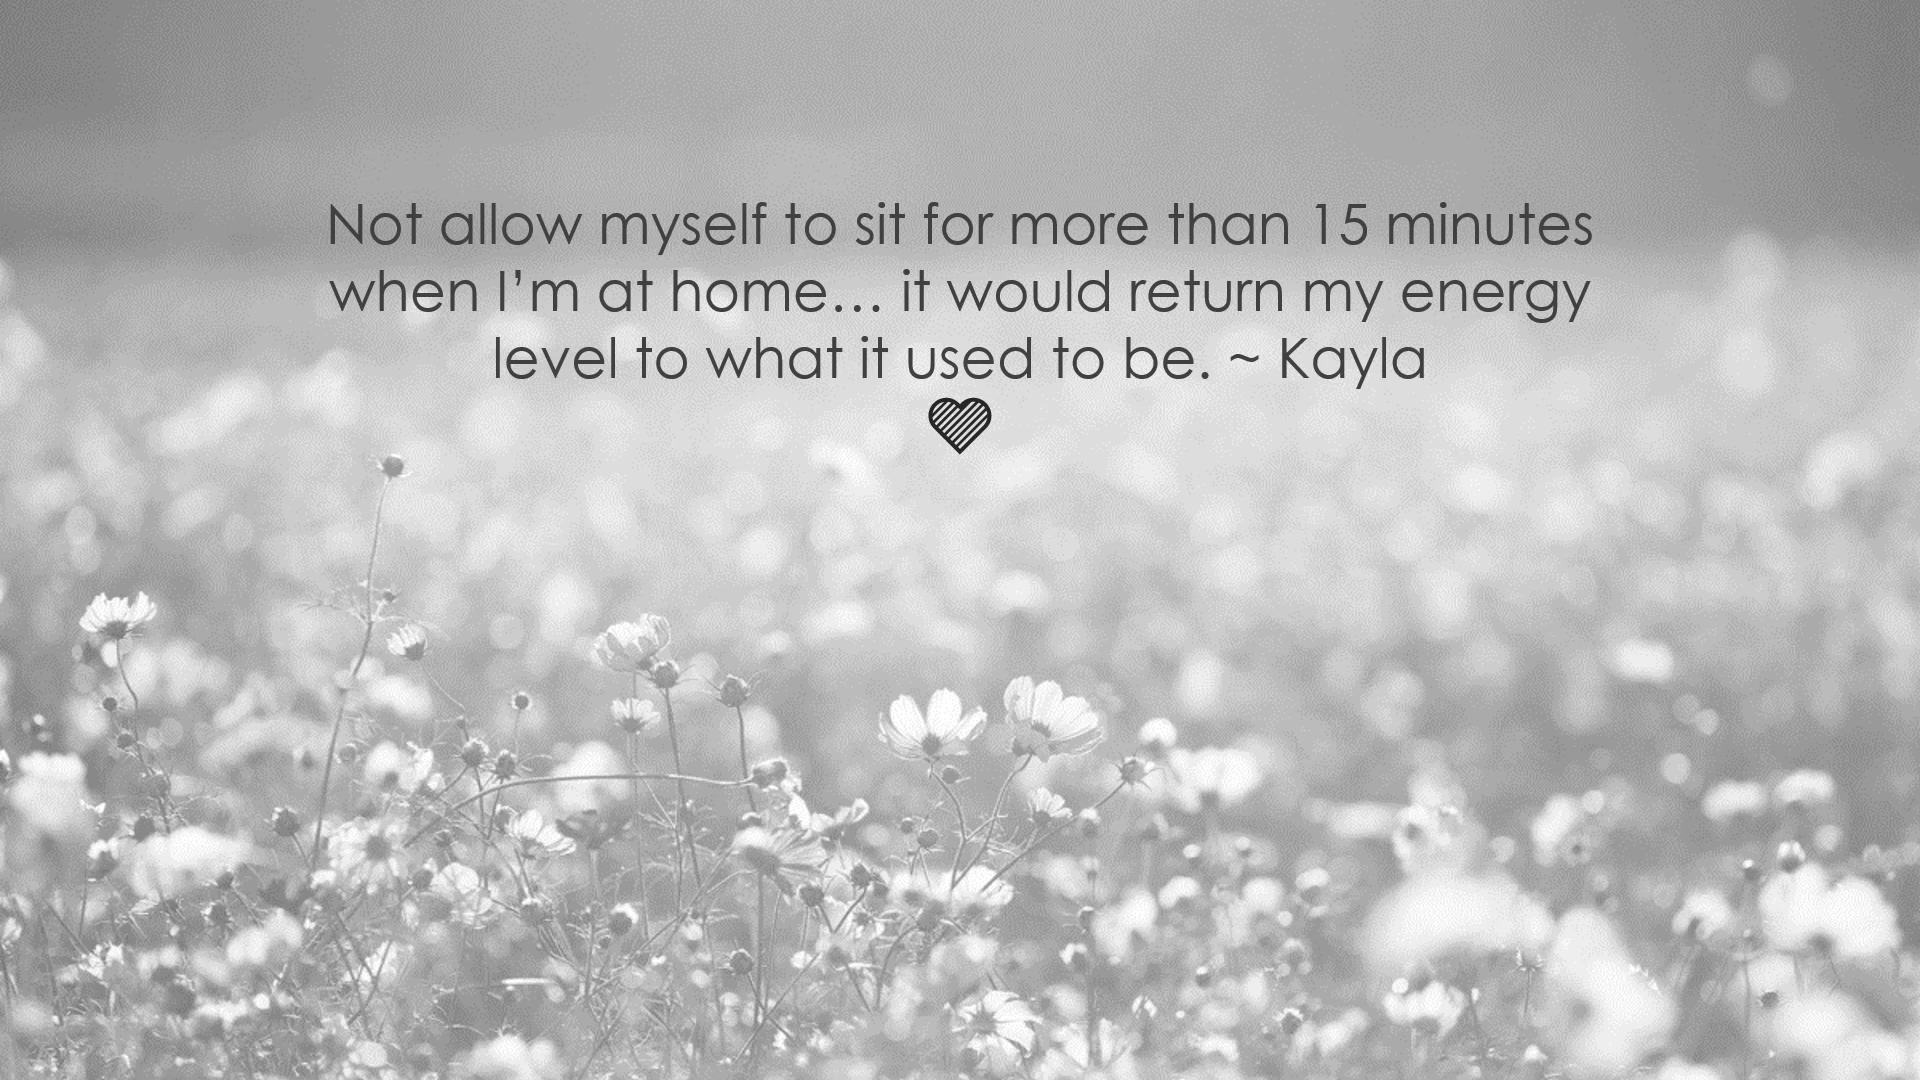 Not allow myself to sit for more than 15 minutes
when I’m at home… it would return my energy
level to what it used to be. ~ Kayla